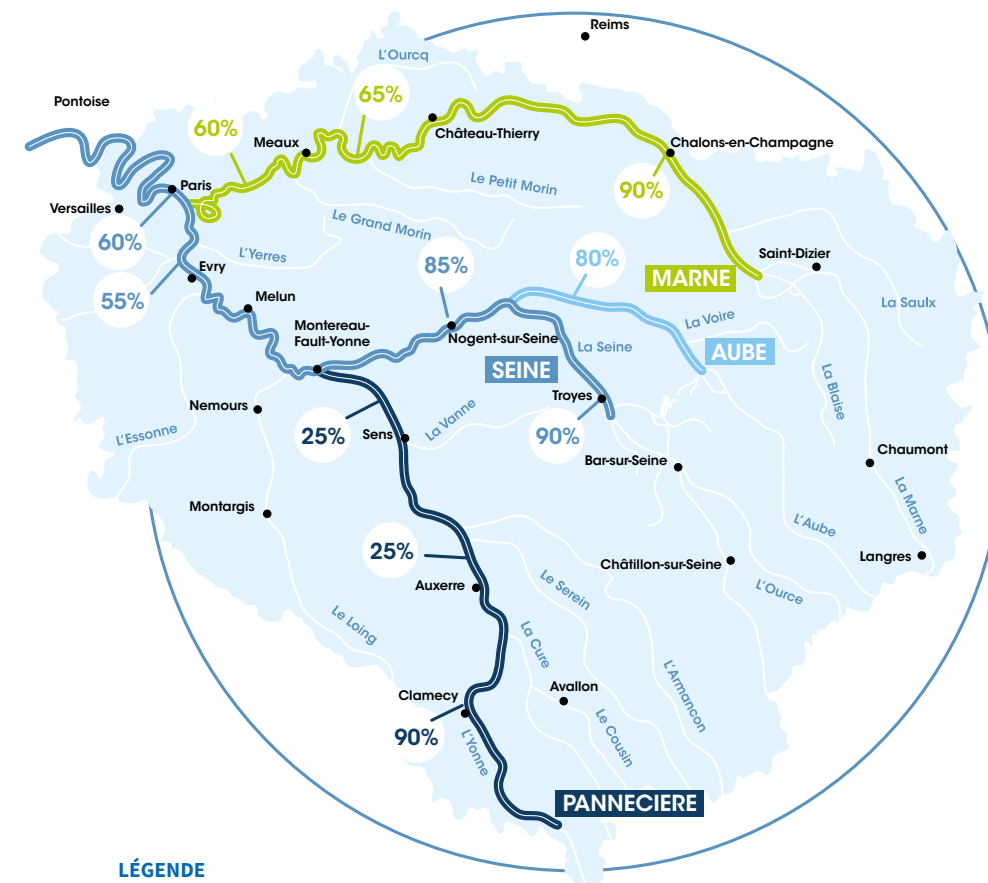 Reims
L'Ourcq
Pontoise
65%
60%
Meaux
Château-Thierry
Chalons-en-Champagne
Paris
Le Petit Morin
90%
Versailles
Le Grand Morin
60%
L'Yerres
Saint-Dizier
85%
80%
Evry
MARNE
55%
Melun
La Saulx
La Voire
Montereau-
Fault-Yonne
Nogent-sur-Seine
La Seine
AUBE
SEINE
La Blaise
Troyes
Nemours
La Vanne
25%
Sens
90%
L'Essonne
Chaumont
Bar-sur-Seine
La Marne
Montargis
L'Aube
25%
Langres
Châtillon-sur-Seine
Auxerre
Le Serein
L'Ource
Le Loing
La Cure
L'Armancon
Avallon
Clamecy
Le Cousin
90%
L'Yonne
PANNECIERE
LÉGENDE